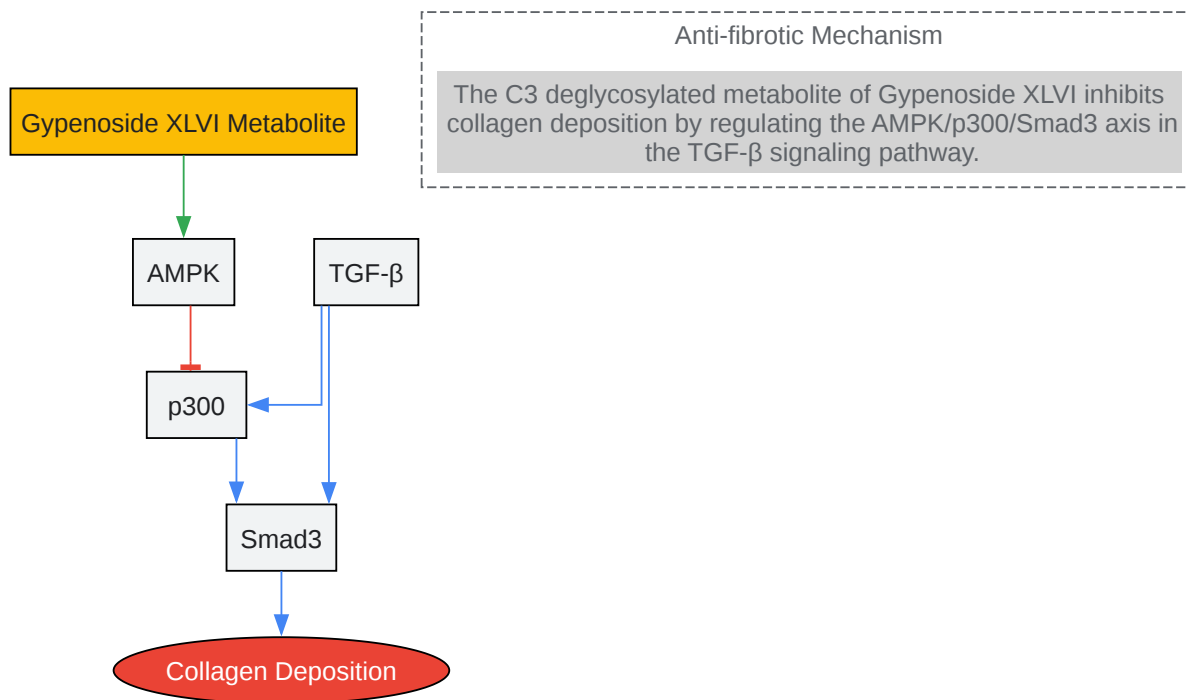 Anti-fibrotic Mechanism
The C3 deglycosylated metabolite of Gypenoside XLVI inhibits
collagen deposition by regulating the AMPK/p300/Smad3 axis in
the TGF-β signaling pathway.
Gypenoside XLVI Metabolite
AMPK
TGF-β
p300
Smad3
Collagen Deposition